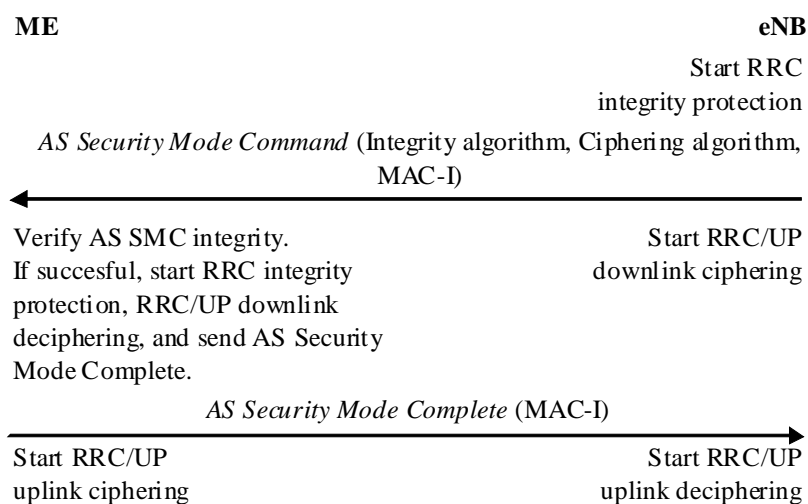 ME
eNB
Start RRC
integrity protection
AS Security Mode Command (Integrity algorithm, Ciphering algorithm,
MAC-I)
Verify AS SMC integrity.
If succesful, start RRC integrity
protection, RRC/UP downlink
deciphering, and send AS Security
Mode Complete.
Start RRC/UP
downlink ciphering
AS Security Mode Complete (MAC-I)
Start RRC/UP
uplink ciphering
Start RRC/UP
uplink deciphering